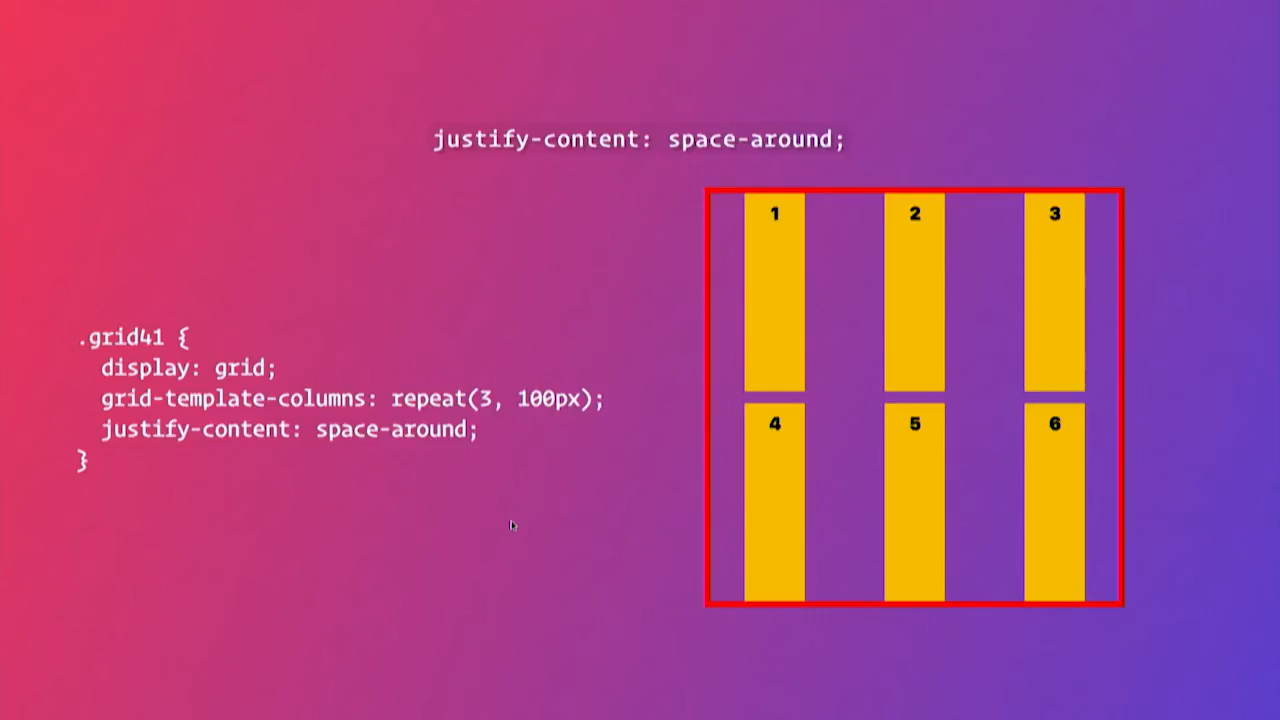 justify-content: space-around;
.grid41 {
display: grid;
grid-template-columns: repeat(3, 100px);
justify-content: space-around;
}
1 2 3
4 5 6